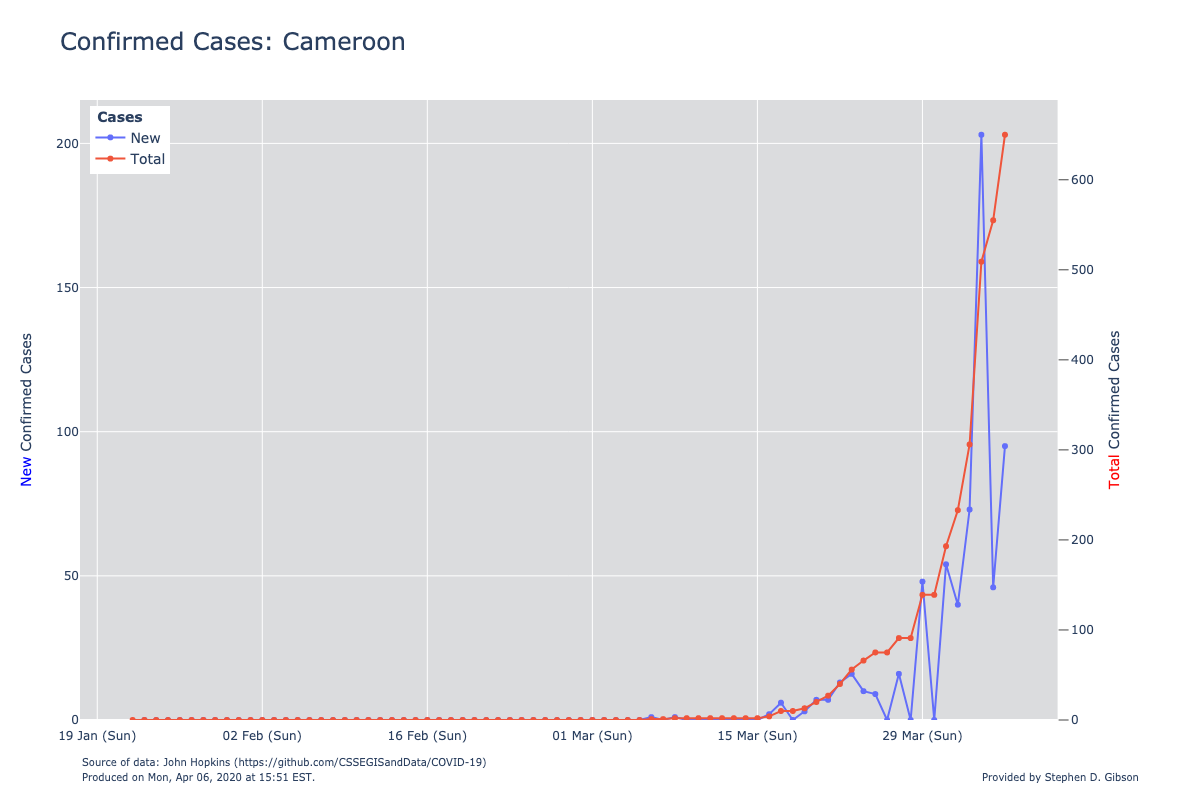 Confirmed Cases: Cameroon
Cases
New
Total
200
150
100
50
0
600
500
400
300
200
100
0
New Confirmed Cases
Total Confirmed Cases
19 Jan (Sun) 02 Feb (Sun) 16 Feb (Sun) 01 Mar (Sun) 15 Mar (Sun) 29 Mar (Sun)
Source of data: John Hopkins (https://github.com/CSSEGISandData/COVID-19)
Produced on Mon, Apr 06, 2020 at 15:51 EST.
Provided by Stephen D. Gibson